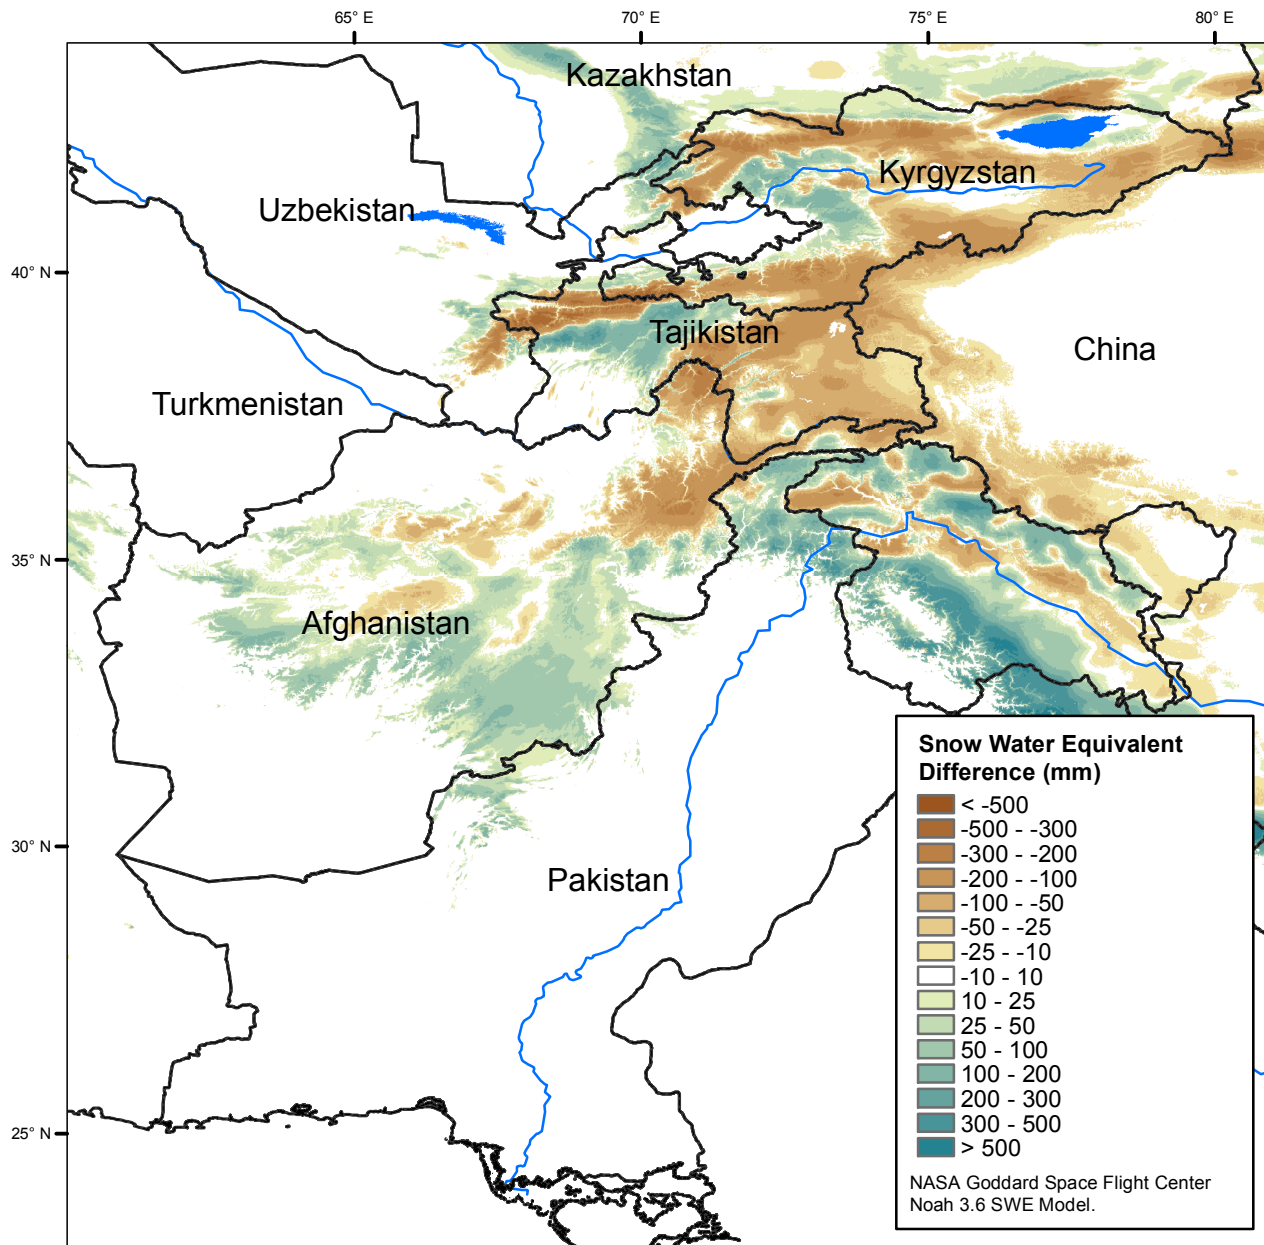 65° E
70° E
75° E
80° E
Kazakhstan
Kyrgyzstan
Uzbekistan
40° N
Tajikistan
China
Turkmenistan
35° N
Afghanistan
Snow Water Equivalent
Difference (mm)
< -500
-500 - -300
-300 - -200
-200 - -100
-100 - -50
-50 - -25
-25 - -10
-10 - 10
10 - 25
25 - 50
50 - 100
100 - 200
200 - 300
300 - 500
> 500
NASA Goddard Space Flight Center
Noah 3.6 SWE Model.
30° N
Pakistan
25° N